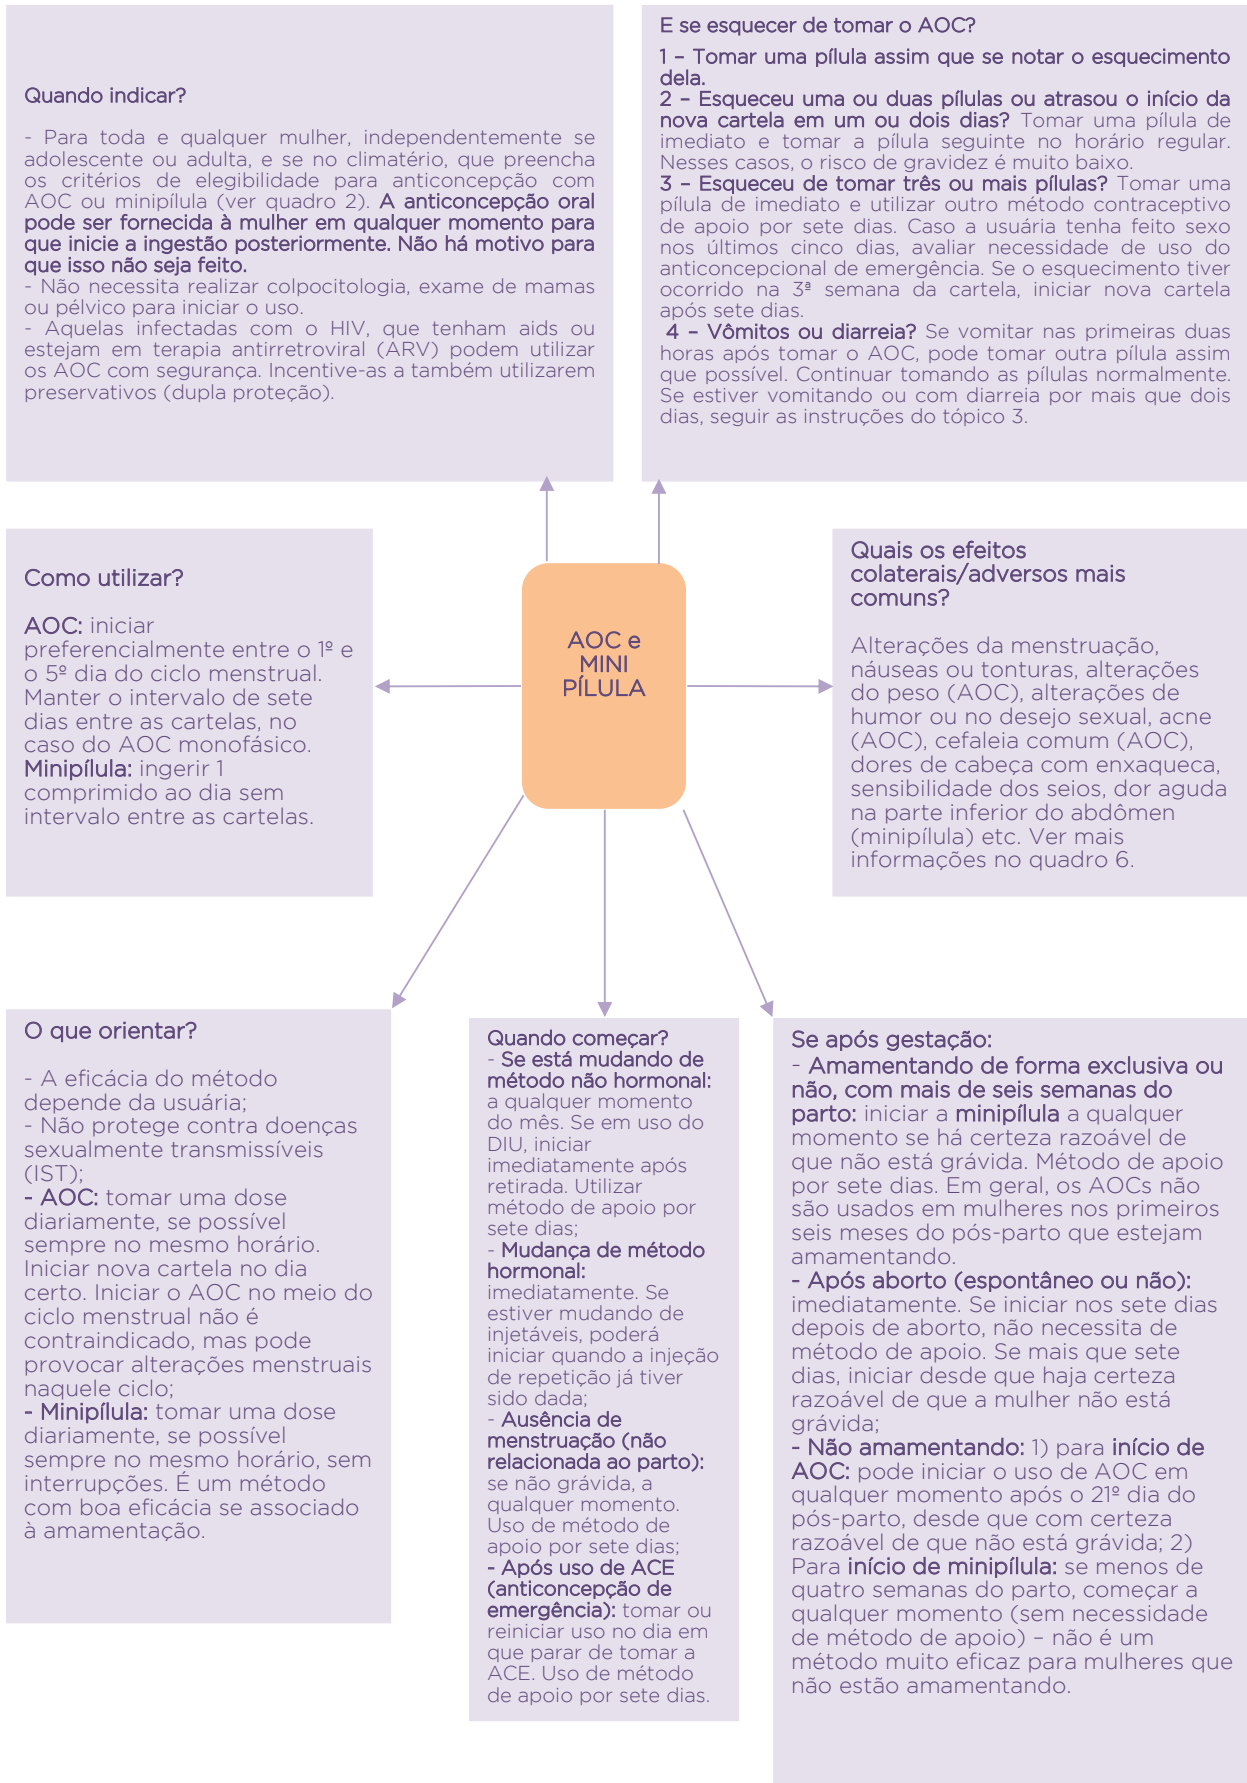 Quando indicar?
- Para toda e qualquer mulher, independentemente se
adolescente ou adulta, e se no climatério, que preencha
os critérios de elegibilidade para anticoncepção com
AOC ou minipílula (ver quadro 2). A anticoncepção oral
pode ser fornecida à mulher em qualquer momento para
que inicie a ingestão posteriormente. Não há motivo para
que isso não seja feito.
- Não necessita realizar colpocitologia, exame de mamas
ou pélvico para iniciar o uso.
- Aquelas infectadas com o HIV, que tenham aids ou
estejam em terapia antirretroviral (ARV) podem utilizar
os AOC com segurança. Incentive-as a também utilizarem
preservativos (dupla proteção).
E se esquecer de tomar o AOC?
1 – Tomar uma pílula assim que se notar o esquecimento
dela.
2 – Esqueceu uma ou duas pílulas ou atrasou o início da
nova cartela em um ou dois dias? Tomar uma pílula de
imediato e tomar a pílula seguinte no horário regular.
Nesses casos, o risco de gravidez é muito baixo.
3 – Esqueceu de tomar três ou mais pílulas? Tomar uma
pílula de imediato e utilizar outro método contraceptivo
de apoio por sete dias. Caso a usuária tenha feito sexo
nos últimos cinco dias, avaliar necessidade de uso do
anticoncepcional de emergência. Se o esquecimento tiver
ocorrido na 3ª semana da cartela, iniciar nova cartela
após sete dias.
4 – Vômitos ou diarreia? Se vomitar nas primeiras duas
horas após tomar o AOC, pode tomar outra pílula assim
que possível. Continuar tomando as pílulas normalmente.
Se estiver vomitando ou com diarreia por mais que dois
dias, seguir as instruções do tópico 3.
Como utilizar?
AOC: iniciar
preferencialmente entre o 1º e
o 5º dia do ciclo menstrual.
Manter o intervalo de sete
dias entre as cartelas, no
caso do AOC monofásico.
Minipílula: ingerir 1
comprimido ao dia sem
intervalo entre as cartelas.
AOC e
MINI
PÍLULA
Quais os efeitos
colaterais/adversos mais
comuns?
Alterações da menstruação,
náuseas ou tonturas, alterações
do peso (AOC), alterações de
humor ou no desejo sexual, acne
(AOC), cefaleia comum (AOC),
dores de cabeça com enxaqueca,
sensibilidade dos seios, dor aguda
na parte inferior do abdômen
(minipílula) etc. Ver mais
informações no quadro 6.
O que orientar?
- A eficácia do método
depende da usuária;
- Não protege contra doenças
sexualmente transmissíveis
(IST);
- AOC: tomar uma dose
diariamente, se possível
sempre no mesmo horário.
Iniciar nova cartela no dia
certo. Iniciar o AOC no meio do
ciclo menstrual não é
contraindicado, mas pode
provocar alterações menstruais
naquele ciclo;
- Minipílula: tomar uma dose
diariamente, se possível
sempre no mesmo horário, sem
interrupções. É um método
com boa eficácia se associado
à amamentação.
Quando começar?
- Se está mudando de
método não hormonal:
a qualquer momento
do mês. Se em uso do
DIU, iniciar
imediatamente após
retirada. Utilizar
método de apoio por
sete dias;
- Mudança de método
hormonal:
imediatamente. Se
estiver mudando de
injetáveis, poderá
iniciar quando a injeção
de repetição já tiver
sido dada;
- Ausência de
menstruação (não
relacionada ao parto):
se não grávida, a
qualquer momento.
Uso de método de
apoio por sete dias;
- Após uso de ACE
(anticoncepção de
emergência): tomar ou
reiniciar uso no dia em
que parar de tomar a
ACE. Uso de método
de apoio por sete dias.
Se após gestação:
- Amamentando de forma exclusiva ou
não, com mais de seis semanas do
parto: iniciar a minipílula a qualquer
momento se há certeza razoável de
que não está grávida. Método de apoio
por sete dias. Em geral, os AOCs não
são usados em mulheres nos primeiros
seis meses do pós-parto que estejam
amamentando.
- Após aborto (espontâneo ou não):
imediatamente. Se iniciar nos sete dias
depois de aborto, não necessita de
método de apoio. Se mais que sete
dias, iniciar desde que haja certeza
razoável de que a mulher não está
grávida;
- Não amamentando: 1) para início de
AOC: pode iniciar o uso de AOC em
qualquer momento após o 21º dia do
pós-parto, desde que com certeza
razoável de que não está grávida; 2)
Para início de minipílula: se menos de
quatro semanas do parto, começar a
qualquer momento (sem necessidade
de método de apoio) – não é um
método muito eficaz para mulheres que
não estão amamentando.